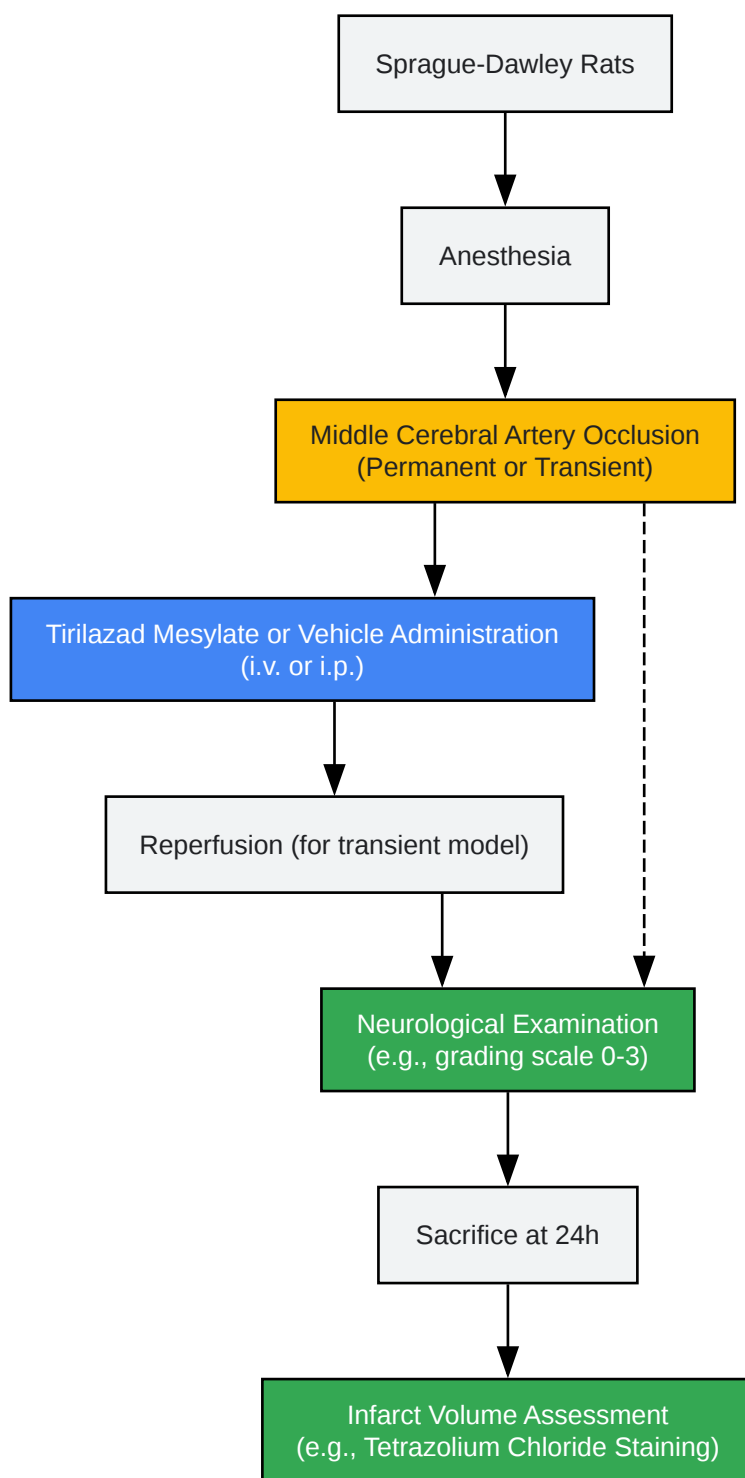 Sprague-Dawley Rats
Anesthesia
Middle Cerebral Artery Occlusion
(Permanent or Transient)
Tirilazad Mesylate or Vehicle Administration
(i.v. or i.p.)
Reperfusion (for transient model)
Neurological Examination
(e.g., grading scale 0-3)
Sacrifice at 24h
Infarct Volume Assessment
(e.g., Tetrazolium Chloride Staining)